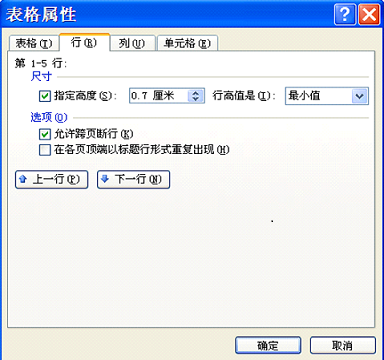 表格属性
表格(T) 行(R) 列(U) 单元格(E)
第 1-5 行:
尺寸
指定高度(S): 0.7 厘米 行高值是(I): 最小值
选项(O)
允许跨页断行(K)
在各页顶端以标题行形式重复出现(H)
上一行(P) 下一行(N)
确定 取消